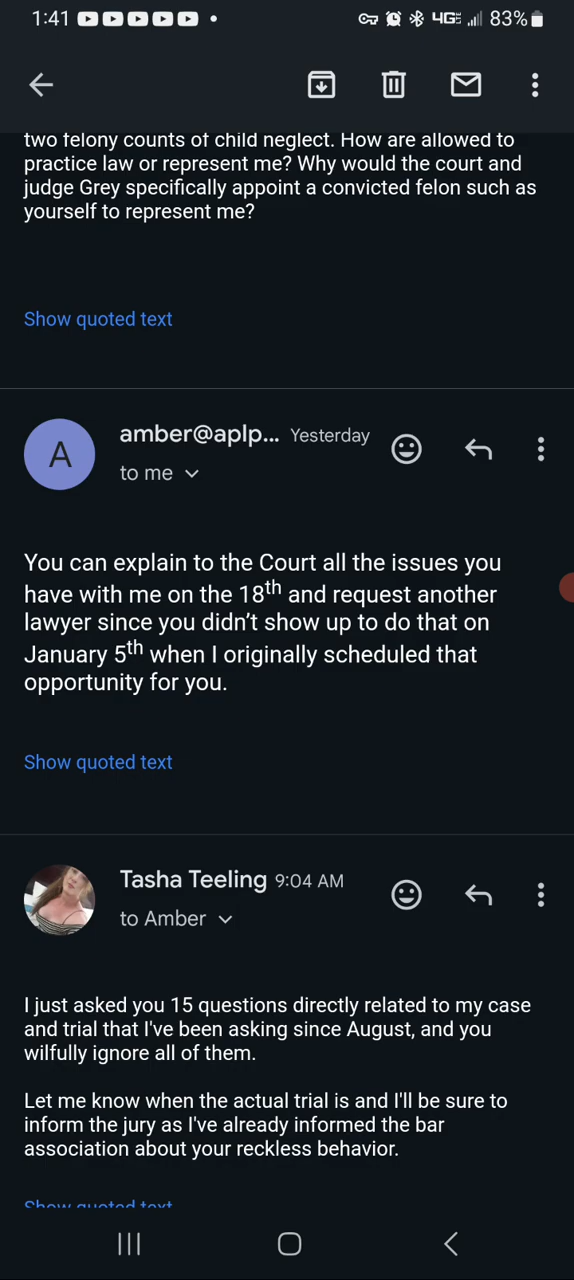 1:41
4G 83%
two felony counts of child neglect. How are allowed to
practice law or represent me? Why would the court and
judge Grey specifically appoint a convicted felon such as
yourself to represent me?
Show quoted text
A
amber@aplp... Yesterday
to me
You can explain to the Court all the issues you
have with me on the 18th and request another
lawyer since you didn't show up to do that on
January 5th when I originally scheduled that
opportunity for you.
Show quoted text
Tasha Teeling 9:04 AM
to Amber
I just asked you 15 questions directly related to my case
and trial that I've been asking since August, and you
wilfully ignore all of them.
Let me know when the actual trial is and I'll be sure to
inform the jury as I've already informed the bar
association about your reckless behavior.
Show quoted text